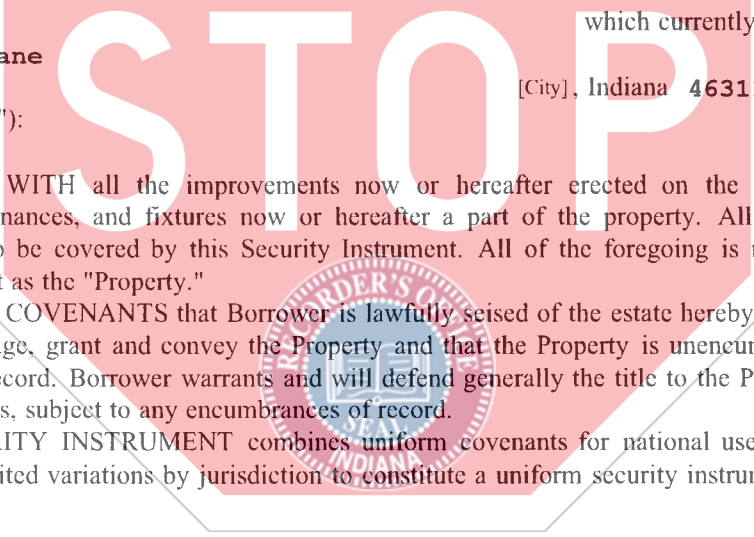 STOP
which currently
ane
[City], Indiana 4631
"):
WITH all the improvements now or hereafter erected on the
nances, and fixtures now or hereafter a part of the property. All
be covered by this Security Instrument. All of the foregoing is
t as the "Property."
COVENANTS that Borrower is lawfully seised of the estate hereby
ge, grant and convey the Property and that the Property is unencu
ecord. Borrower warrants and will defend generally the title to the P
s, subject to any encumbrances of record.
RITY INSTRUMENT combines uniform covenants for national use
ited variations by jurisdiction to constitute a uniform security instru
RECORDER'S OFFICE
SEAL
INDIANA